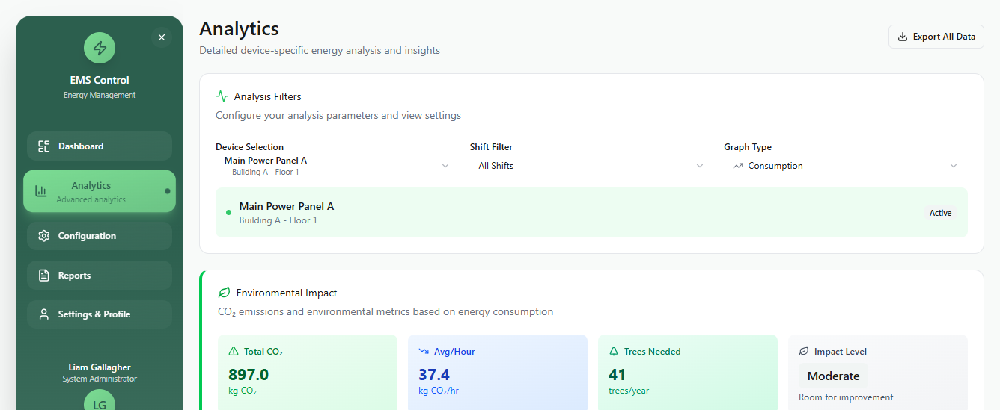 EMS Control
Energy Management
Dashboard
Analytics
Advanced analytics
Configuration
Reports
Settings & Profile
Liam Gallagher
System Administrator
LG
Analytics
Detailed device-specific energy analysis and insights
Export All Data
Analysis Filters
Configure your analysis parameters and view settings
Device Selection
Main Power Panel A
Building A - Floor 1
Shift Filter
All Shifts
Graph Type
Consumption
Main Power Panel A
Building A - Floor 1
Active
Environmental Impact
CO₂ emissions and environmental metrics based on energy consumption
Total CO₂
897.0
kg CO₂
Avg/Hour
37.4
kg CO₂/hr
Trees Needed
41
trees/year
Impact Level
Moderate
Room for improvement